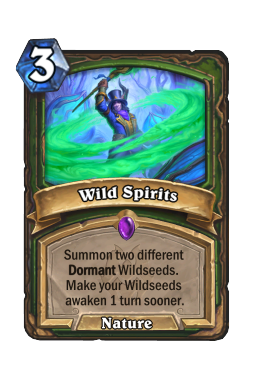 3
Wild Spirits
Summon two different
Dormant Wildseeds.
Make your Wildseeds
awaken 1 turn sooner.
Nature